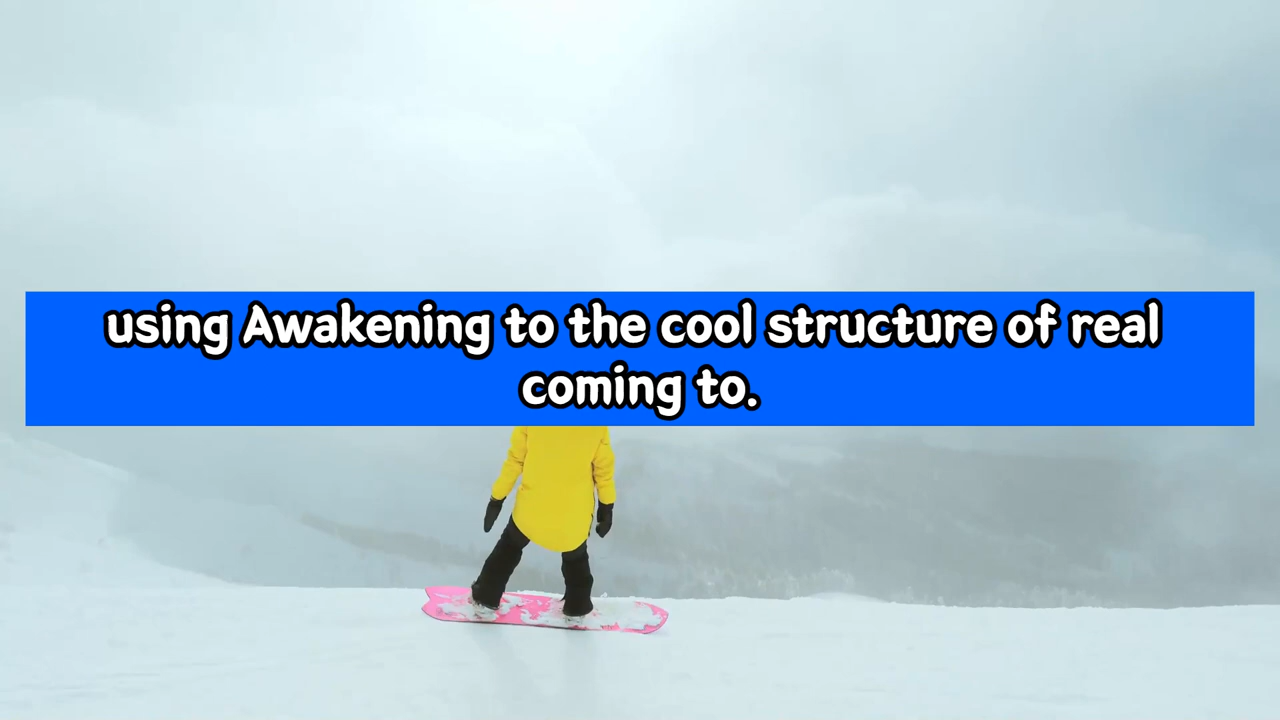 using Awakening to the cool structure of real
coming to.